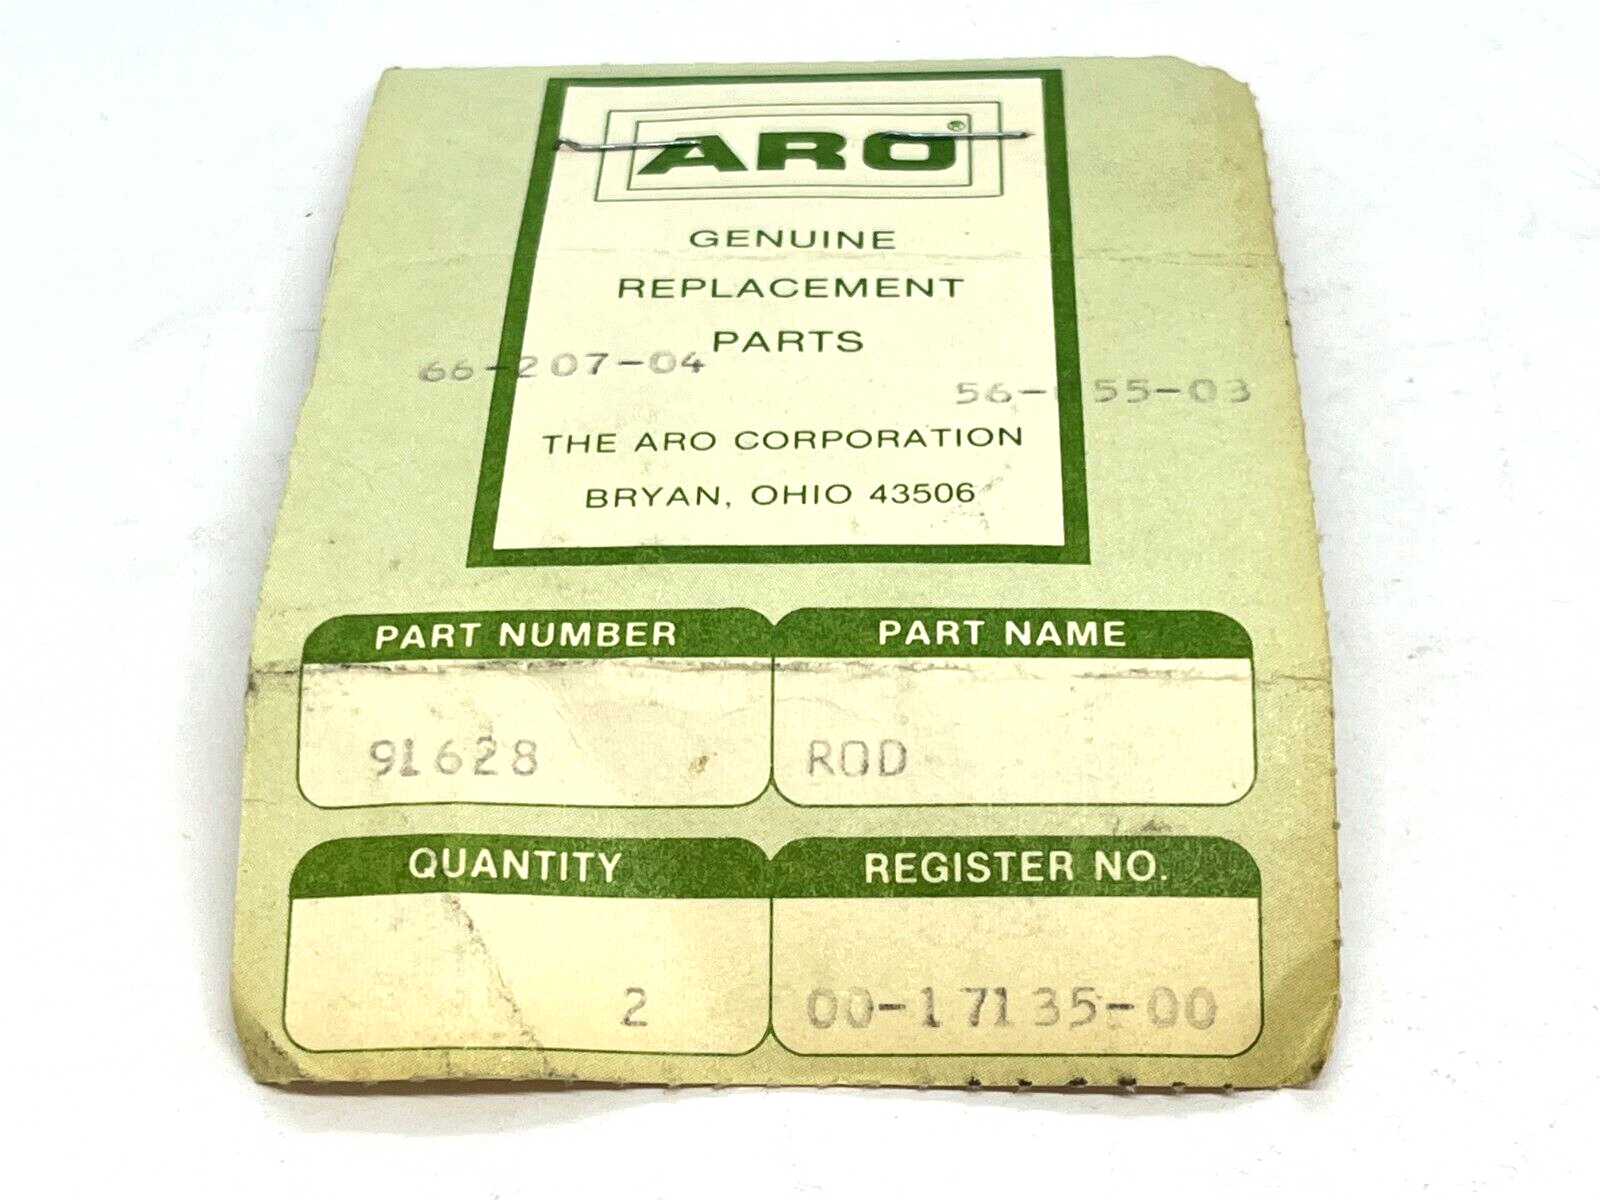 ARO®
GENUINE
REPLACEMENT
PARTS
66-207-04
THE ARO CORPORATION
BRYAN, OHIO 43506
PART NUMBER
PART NAME
91628
ROD
QUANTITY
REGISTER NO.
2
00-17135-00